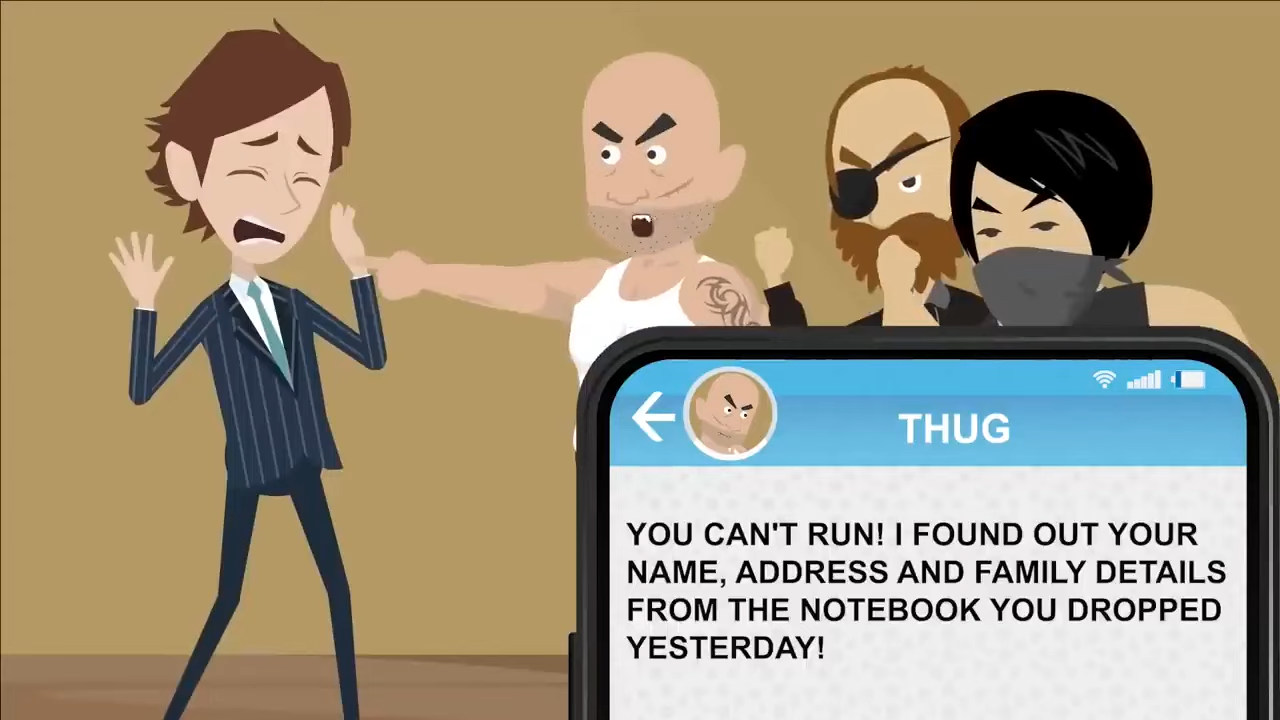 THUG
YOU CAN'T RUN! I FOUND OUT YOUR
NAME, ADDRESS AND FAMILY DETAILS
FROM THE NOTEBOOK YOU DROPPED
YESTERDAY!